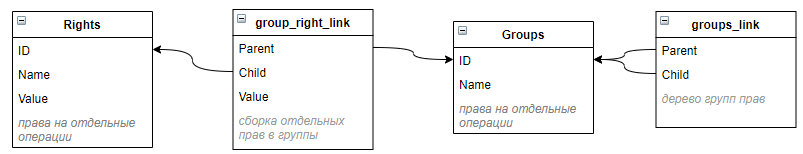 Rights
ID
Name
Value
права на отдельные
операции
group_right_link
Parent
Child
Value
сборка отдельных
прав в группы
Groups
ID
Name
права на отдельные
операции
groups_link
Parent
Child
дерево групп прав